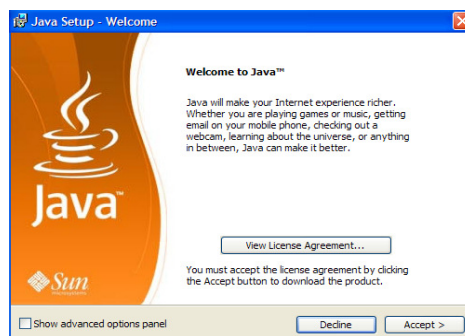 Java Setup - Welcome
Welcome to Java™
Java will make your Internet experience richer.
Whether you are playing games or music, getting
email on your mobile phone, checking out a
webcam, learning about the universe, or anything
in between, Java can make it better.
Java™
View License Agreement...
You must accept the license agreement by clicking
the Accept button to download the product.
Sun
microsystems
Show advanced options panel
Decline
Accept >